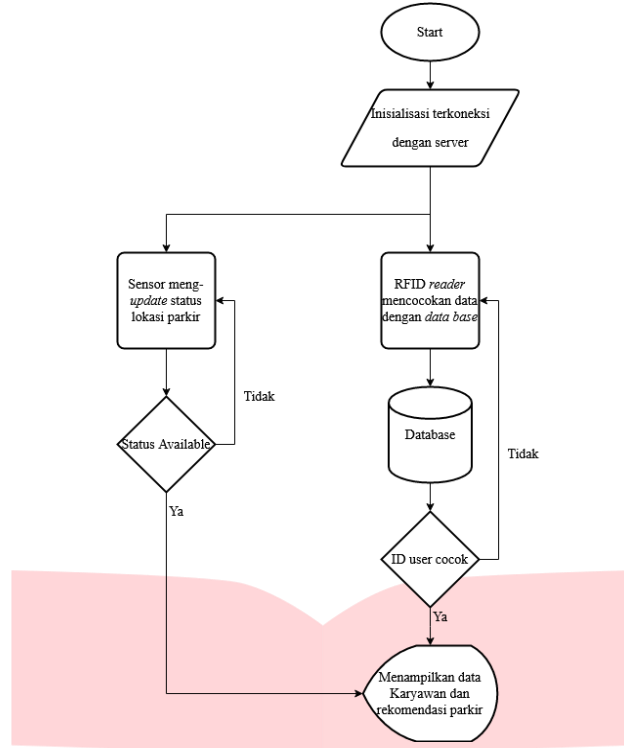 Start
Inisialisasi terkoneksi
dengan server
Sensor meng-
update status
lokasi parkir
RFID reader
mencocokan data
dengan data base
Tidak
Status Available
Database
Tidak
Ya
ID user cocok
Ya
Menampilkan data
Karyawan dan
rekomendasi parkir